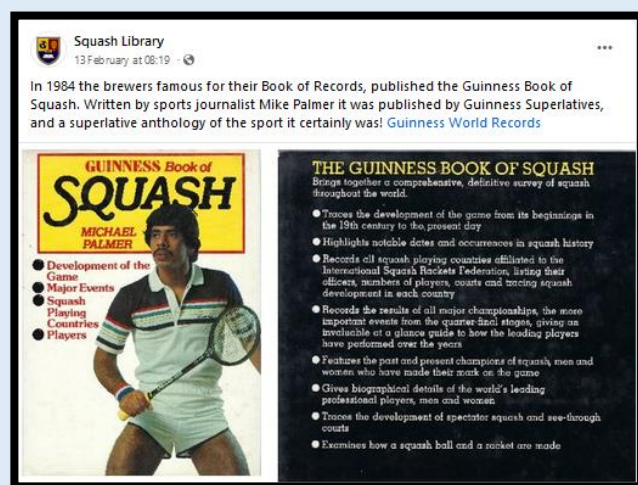 Squash Library
13 February at 08:19
In 1984 the brewers famous for their Book of Records, published the Guinness Book of
Squash. Written by sports journalist Mike Palmer it was published by Guinness Superlatives,
and a superlative anthology of the sport it certainly was! Guinness World Records
GUINNESS Book of
SQUASH
MICHAEL
PALMER
Development of the
Game
Major Events
Squash
Playing
Countries
Players
THE GUINNESS BOOK OF SQUASH
Brings together a comprehensive, definitive survey of squash
throughout the world.
Traces the development of the game from its beginnings in
the 19th century to the present day
Highlights notable dates and occurrences in squash history
Records all squash playing countries affiliated to the
International Squash Rackets Federation, listing their
officers, numbers of players, courts and tracing squash
development in each country
Records the results of all major championships, the more
important events from the quarter-final stages, giving an
invaluable at a glance guide to how the leading players
have performed over the years
Features the past and present champions of squash, men and
women who have made their mark on the game
Gives biographical details of the world's leading
professional players, men and women
Traces the development of spectator squash and see-through
courts
Examines how a squash ball and a racket are made